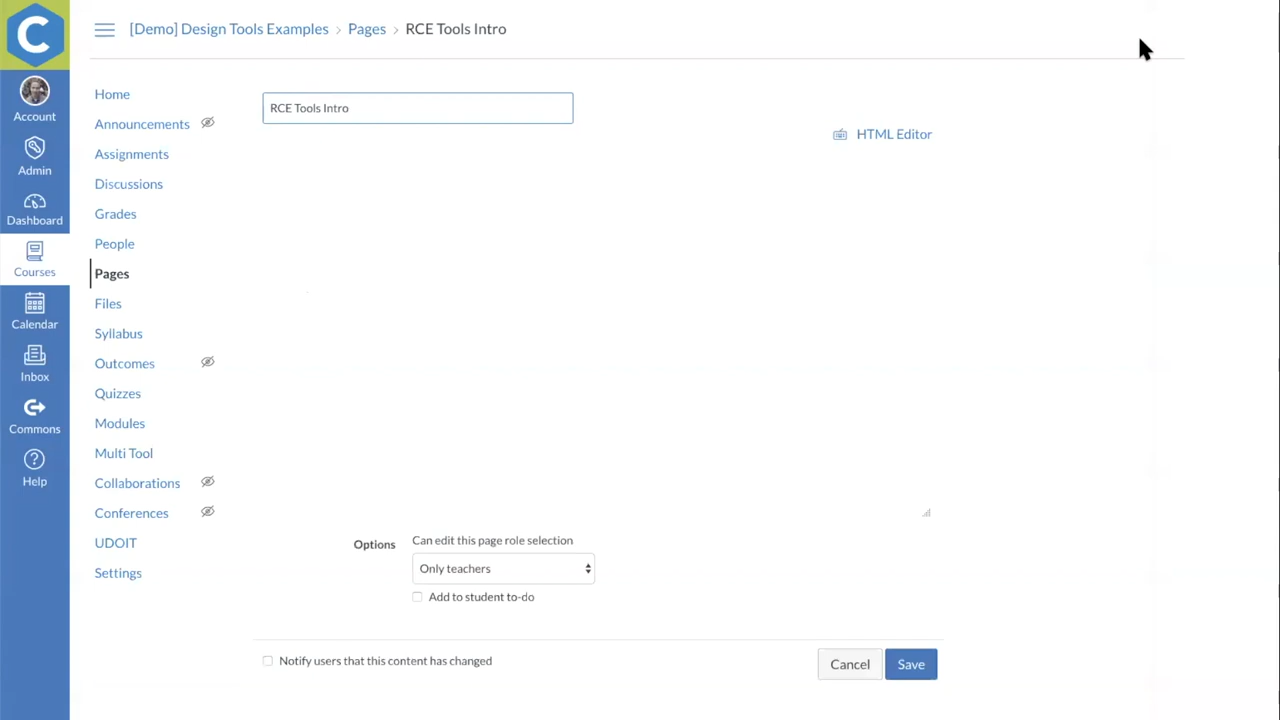 [Demo] Design Tools Examples > Pages > RCE Tools Intro
Account
Admin
Dashboard
Courses
Calendar
Inbox
Commons
Help
Home
Announcements
Assignments
Discussions
Grades
People
Pages
Files
Syllabus
Outcomes
Quizzes
Modules
Multi Tool
Collaborations
Conferences
UDOIT
Settings
RCE Tools Intro
HTML Editor
Options
Can edit this page role selection
Only teachers
Add to student to-do
Notify users that this content has changed
Cancel
Save